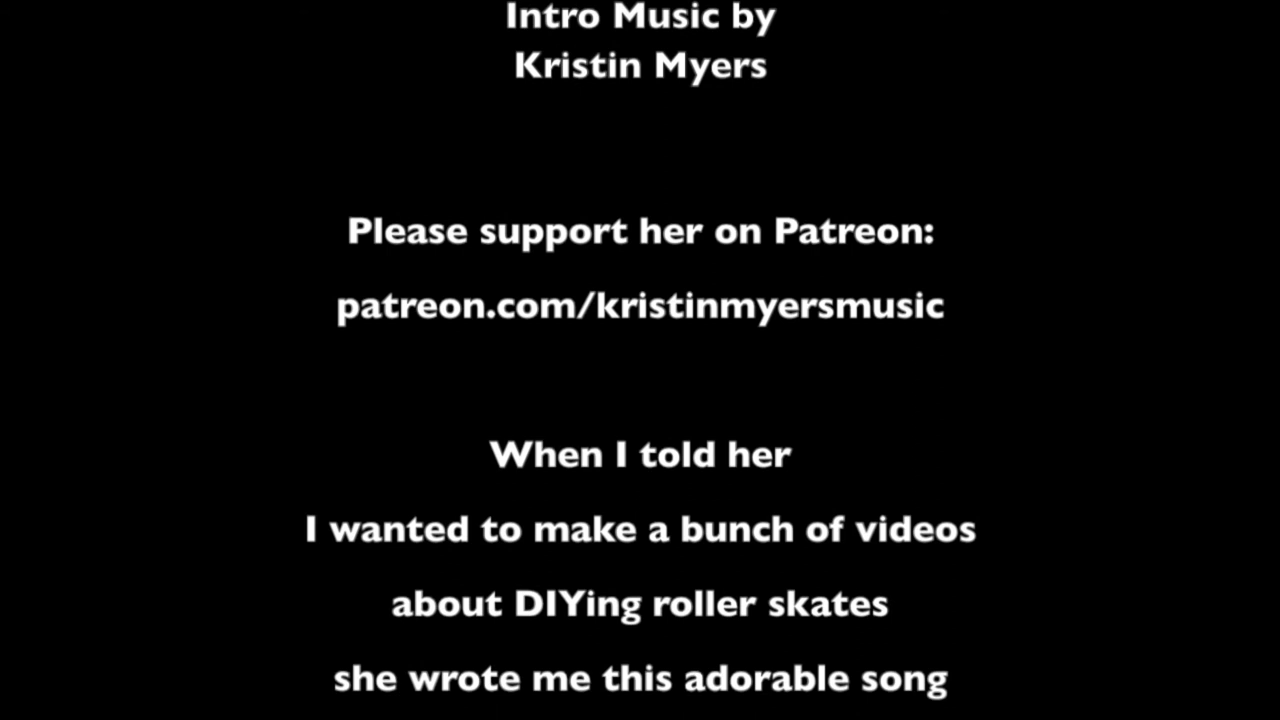 Intro Music by
Kristin Myers
Please support her on Patreon:
patreon.com/kristinmyersmusic
When I told her
I wanted to make a bunch of videos
about DIYing roller skates
she wrote me this adorable song